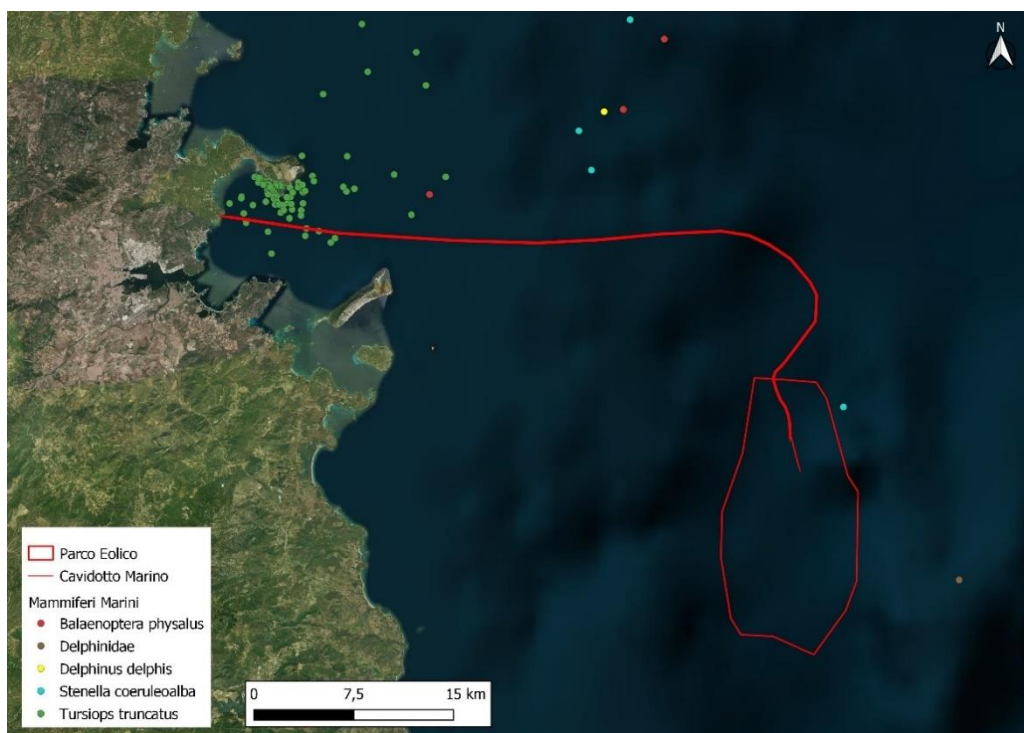 N
Parco Eolico
Cavidotto Marino
Mammiferi Marini
Balaenoptera physalus
Delphinidae
Delphinus delphis
Stenella coeruleoalba
Tursiops truncatus
0 7,5 15 km